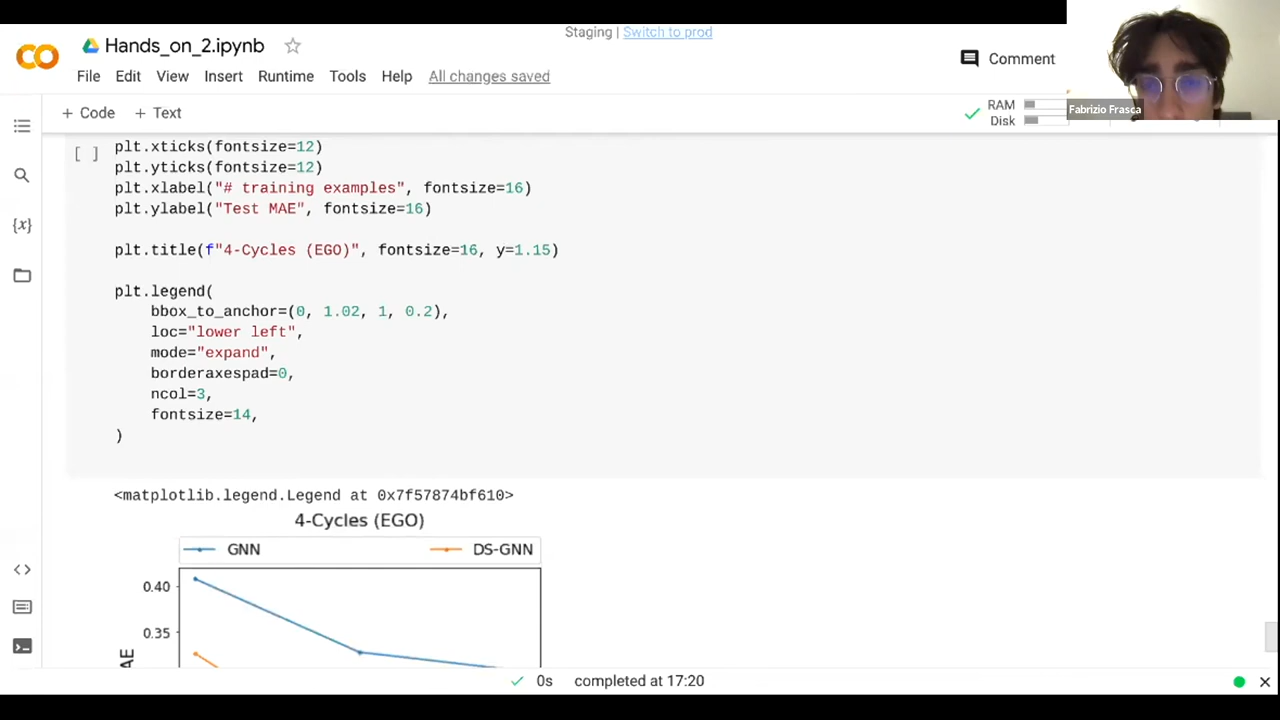 Staging | Switch to prod
Hands_on_2.ipynb
File Edit View Insert Runtime Tools Help All changes saved
Comment
+ Code + Text
RAM
Disk
Fabrizio Frasca
{x}
[ ]
plt.xticks(fontsize=12)
plt.yticks(fontsize=12)
plt.xlabel("# training examples", fontsize=16)
plt.ylabel("Test MAE", fontsize=16)
plt.title(f"4-Cycles (EGO)", fontsize=16, y=1.15)
plt.legend(
bbox_to_anchor=(0, 1.02, 1, 0.2),
loc="lower left",
mode="expand",
borderaxespad=0,
ncol=3,
fontsize=14,
)
<matplotlib.legend.Legend at 0x7f57874bf610>
4-Cycles (EGO)
GNN DS-GNN
0.40
0.35
AE
0s completed at 17:20